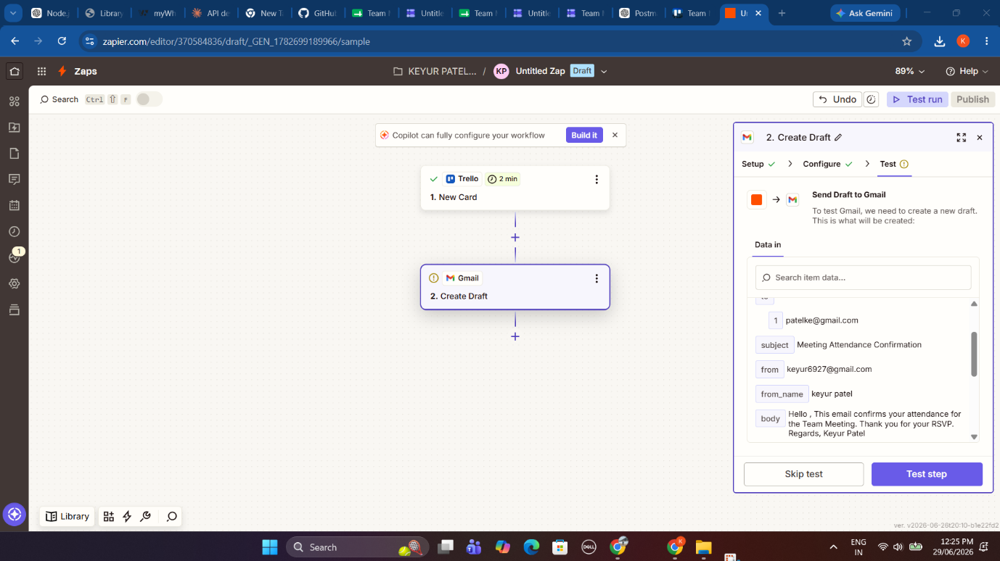 Node.j
Library
myWh
API de
New T
GitHu
Team
Untitle
Team
Untitle
Team
Postm
Team
Un
Ask Gemini
zapier.com/editor/370584836/draft/_GEN_1782699189966/sample
K
Zaps
KEYUR PATEL... / KP Untitled Zap Draft
89%
Help
Search Ctrl ⇧ F
Undo
Test run
Publish
Copilot can fully configure your workflow
Build it
Trello
2 min
1. New Card
Gmail
2. Create Draft
1
2. Create Draft
Setup
Configure
Test
Send Draft to Gmail
To test Gmail, we need to create a new draft.
This is what will be created:
Data in
Search item data...
to
1 patelke@gmail.com
subject Meeting Attendance Confirmation
from keyur6927@gmail.com
from_name keyur patel
body Hello , This email confirms your attendance for
the Team Meeting. Thank you for your RSVP.
Regards, Keyur Patel
Skip test
Test step
Library
ver. v2026-06-26t20:10-b1e22fd2
Search
DELL
K
ENG
IN
12:25 PM
29/06/2026